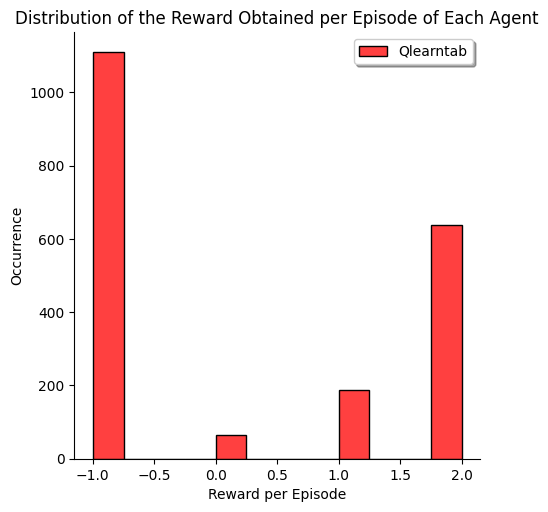 Distribution of the Reward Obtained per Episode of Each Agent
Qlearntab
1000
800
600
400
200
0
Occurrence
−1.0 −0.5 0.0 0.5 1.0 1.5 2.0
Reward per Episode